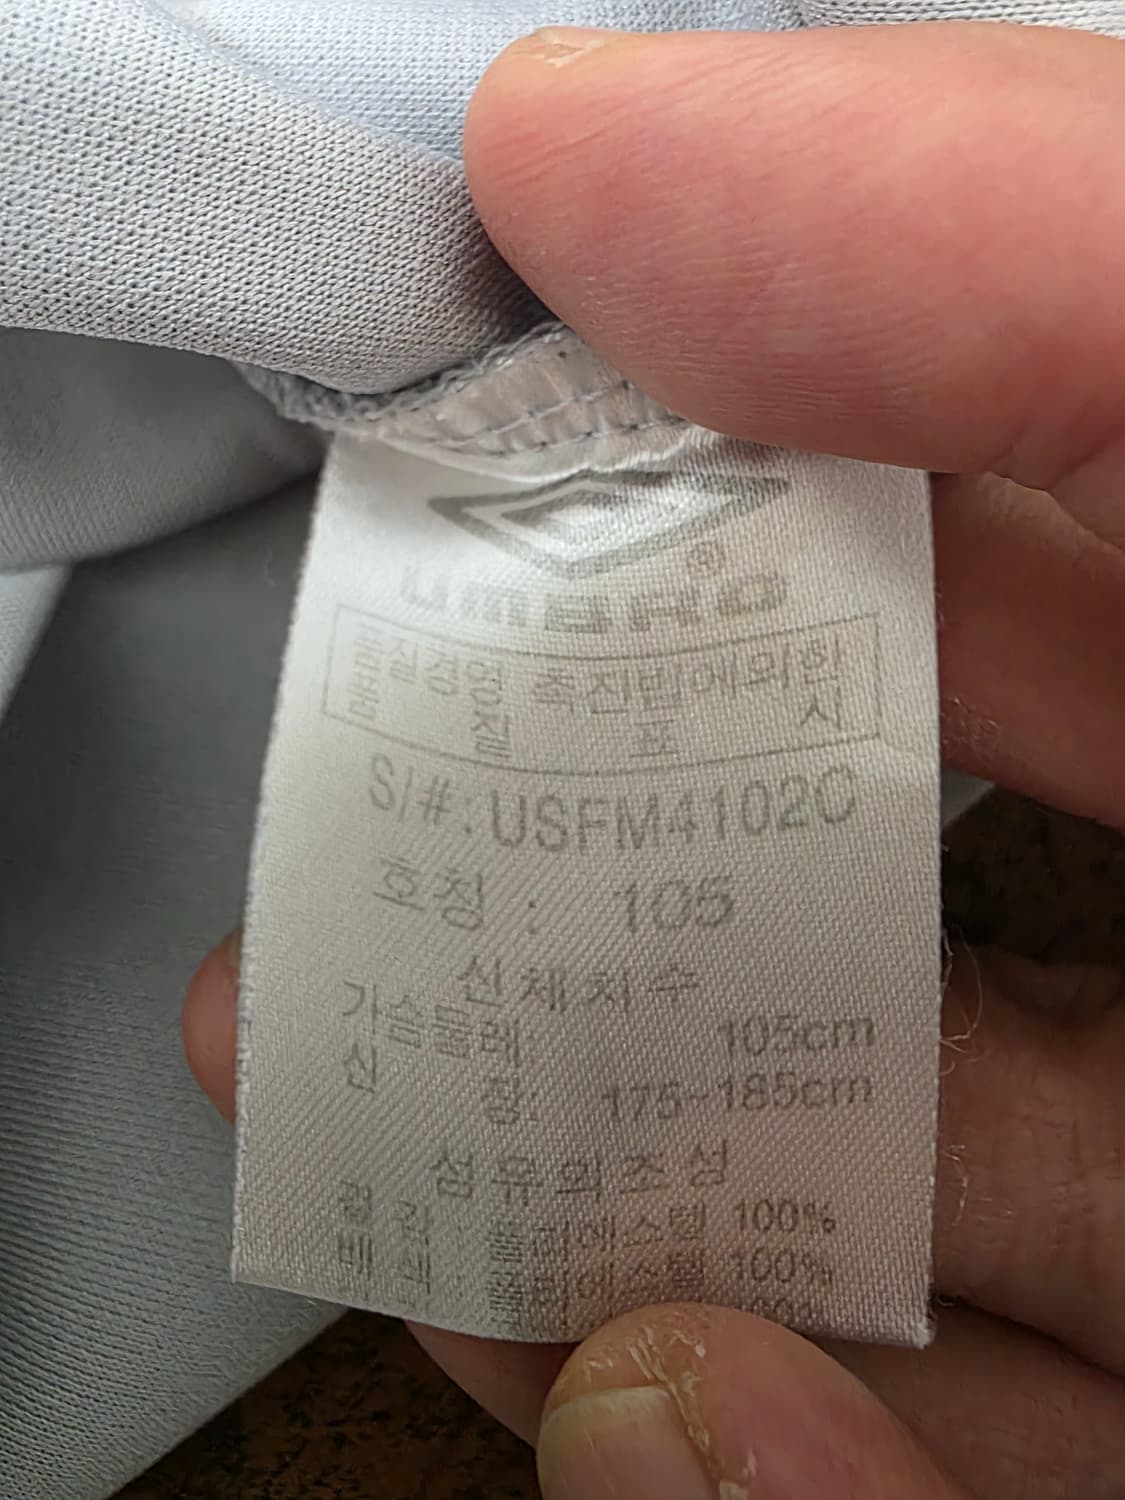 UMBRO®
품질경영 촉진법에 의한
품질 표시
S/#: USFM4102C
호칭 : 105
신체치수
가슴둘레 105cm
신장: 175-185cm
섬유의조성
겉감: 폴리에스텔 100%
배색: 폴리에스텔 100%